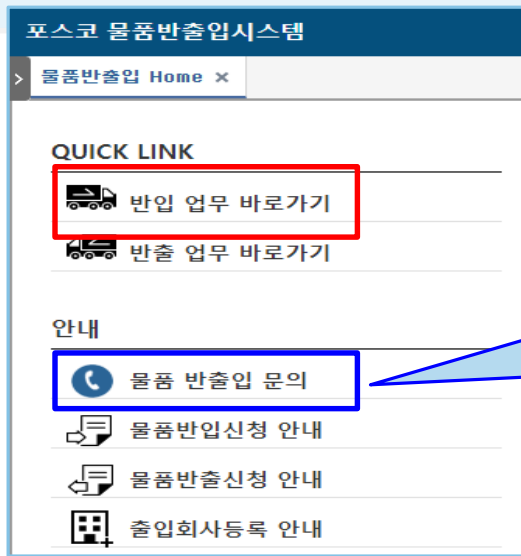 포스코 물품반출입시스템
> 물품반출입 Home ×
QUICK LINK
반입 업무 바로가기
반출 업무 바로가기
안내
물품 반출입 문의
물품반입신청 안내
물품반출신청 안내
출입회사등록 안내